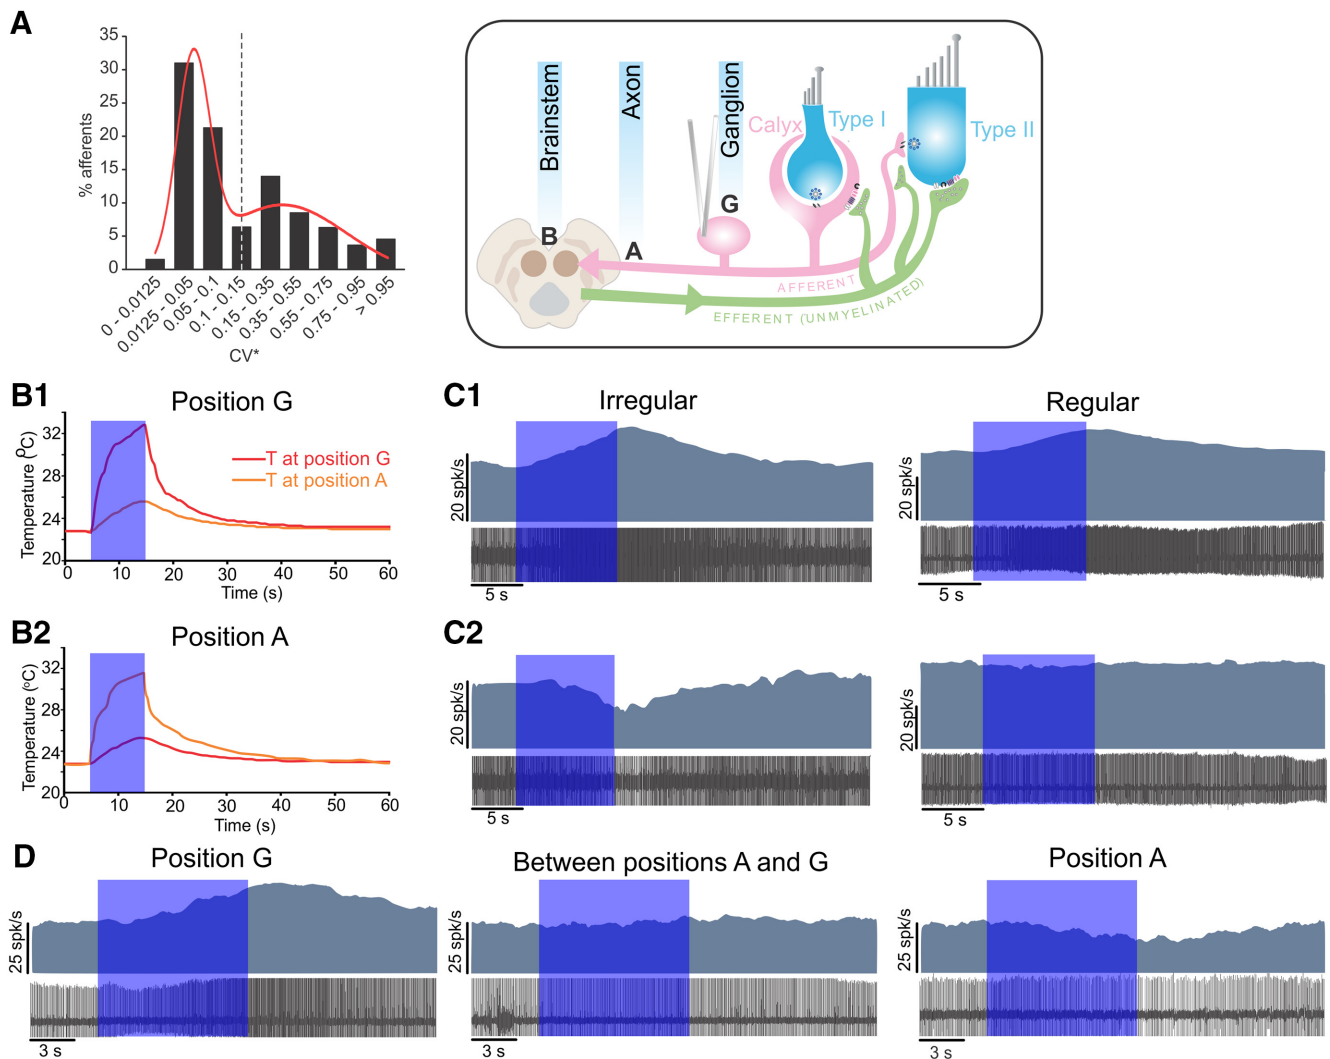 A
% afferents
35
30
25
20
15
10
5
0
0 - 0.0125
0.0125 - 0.05
0.05 - 0.1
0.1 - 0.15
0.15 - 0.35
0.35 - 0.55
0.55 - 0.75
0.75 - 0.95
> 0.95
CV*
Brainstem
Axon
Ganglion
Calyx
Type I
Type II
G
B
A
AFFERENT
EFFERENT (UNMYELINATED)
B1
Position G
Temperature (ºC)
32
28
24
20
T at position G
T at position A
0 10 20 30 40 50 60
Time (s)
C1
Irregular
20 spk/s
5 s
Regular
20 spk/s
5 s
B2
Position A
Temperature (ºC)
32
28
24
20
0 10 20 30 40 50 60
Time (s)
C2
20 spk/s
5 s
20 spk/s
5 s
D
Position G
25 spk/s
3 s
Between positions A and G
25 spk/s
3 s
Position A
25 spk/s
3 s